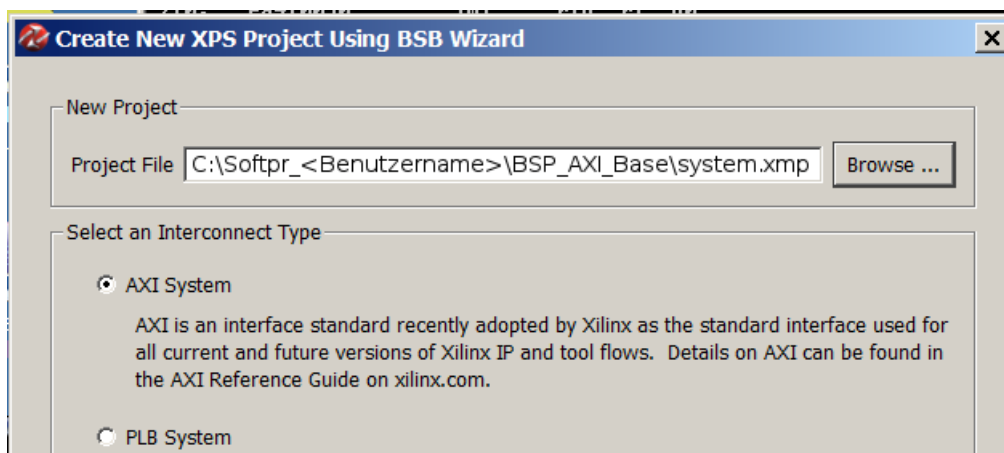 Create New XPS Project Using BSB Wizard
New Project
Project File C:\Softpr_<Benutzername>\BSP_AXI_Base\system.xmp Browse ...
Select an Interconnect Type
AXI System
AXI is an interface standard recently adopted by Xilinx as the standard interface used for
all current and future versions of Xilinx IP and tool flows. Details on AXI can be found in
the AXI Reference Guide on xilinx.com.
PLB System